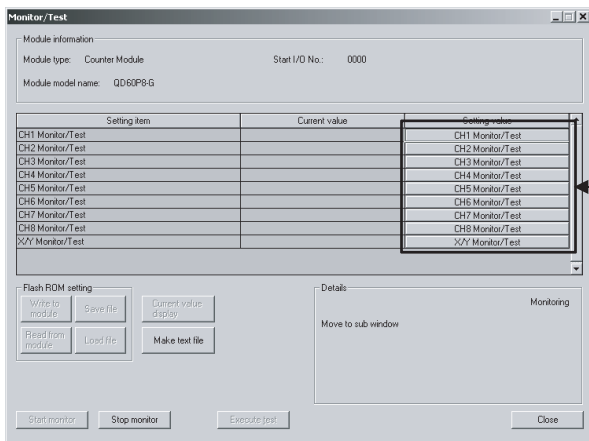 Monitor/Test
Module information
Module type: Counter Module Start I/O No.: 0000
Module model name: QD60P8-G
Setting item Current value Setting value
CH1 Monitor/Test CH1 Monitor/Test
CH2 Monitor/Test CH2 Monitor/Test
CH3 Monitor/Test CH3 Monitor/Test
CH4 Monitor/Test CH4 Monitor/Test
CH5 Monitor/Test CH5 Monitor/Test
CH6 Monitor/Test CH6 Monitor/Test
CH7 Monitor/Test CH7 Monitor/Test
CH8 Monitor/Test CH8 Monitor/Test
X/Y Monitor/Test X/Y Monitor/Test
Flash ROM setting
Write to module
Save file
Current value display
Read from module
Load file
Make text file
Details
Monitoring
Move to sub window
Start monitor Stop monitor Execute test Close